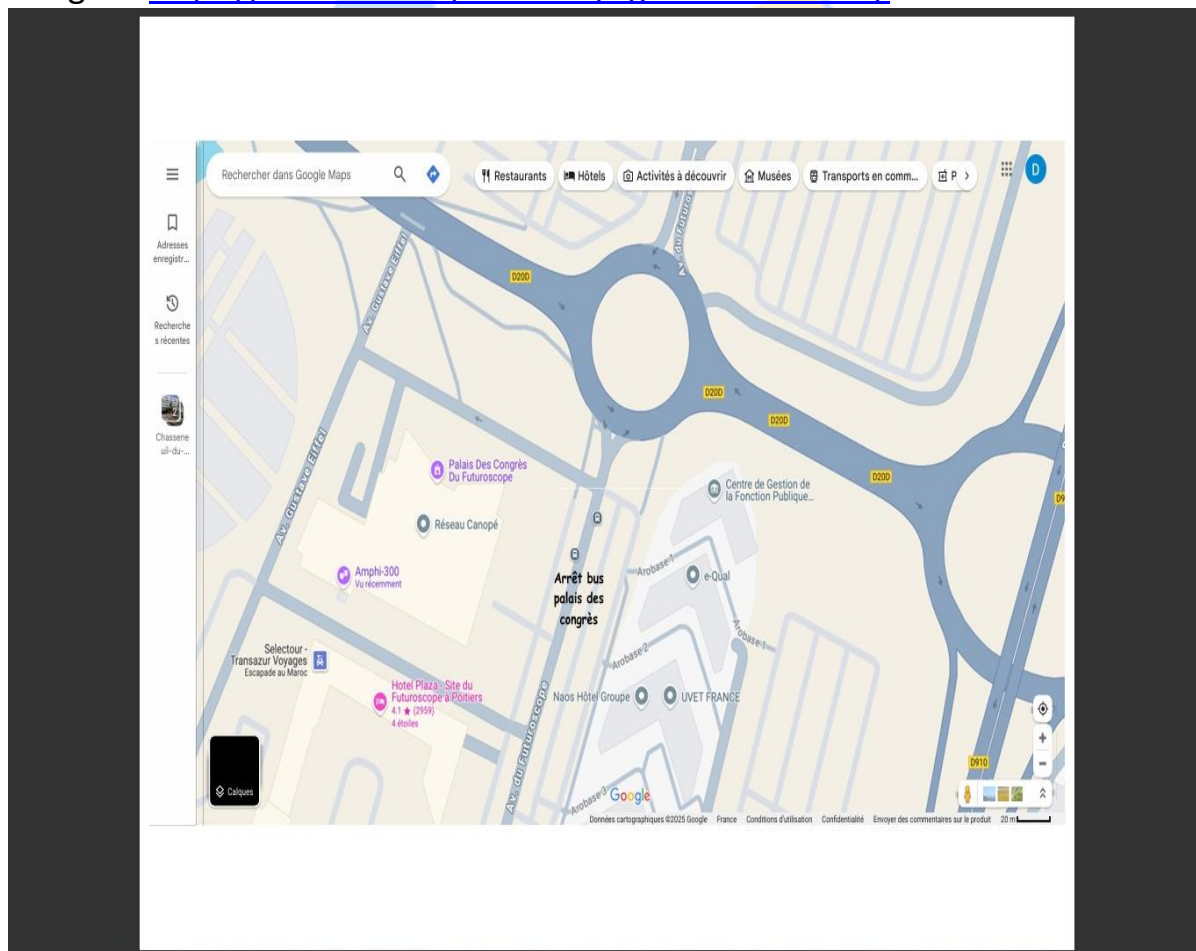 Rechercher dans Google Maps
Restaurants
Hôtels
Activités à découvrir
Musées
Transports en comm...
P
D
Adresses
enregistr...
Recherche
s récentes
Chassene
uil-du-...
Av. Gustave Eiffel
Av. du Futuros
D20D
D20D
D20D
D20D
D9
Av. Gustave Eiffel
Palais Des Congrès
Du Futuroscope
Réseau Canopé
Amphi-300
Vu récemment
Centre de Gestion de
la Fonction Publique...
Arrêt bus
palais des
congrès
Arobase 1
e-Qual
Arobase 1
Arobase 2
Selectour -
Transazur Voyages
Escapade au Maroc
Hotel Plaza - Site du
Futuroscope à Poitiers
4.1 ★ (2959)
4 étoiles
Naos Hôtel Groupe
UVET FRANCE
Av. du Futuroscope
Arobase 3
D910
Calques
Google
Données cartographiques ©2025 Google France Conditions d'utilisation Confidentialité Envoyer des commentaires sur le produit 20 m